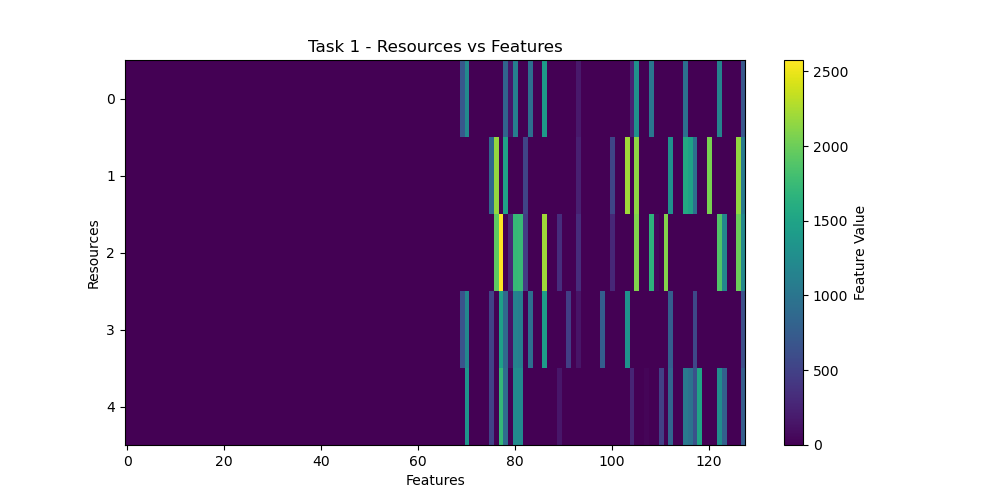 Task 1 - Resources vs Features
Resources
0
1
2
3
4
0 20 40 60 80 100 120
Features
2500
2000
1500
1000
500
0
Feature Value